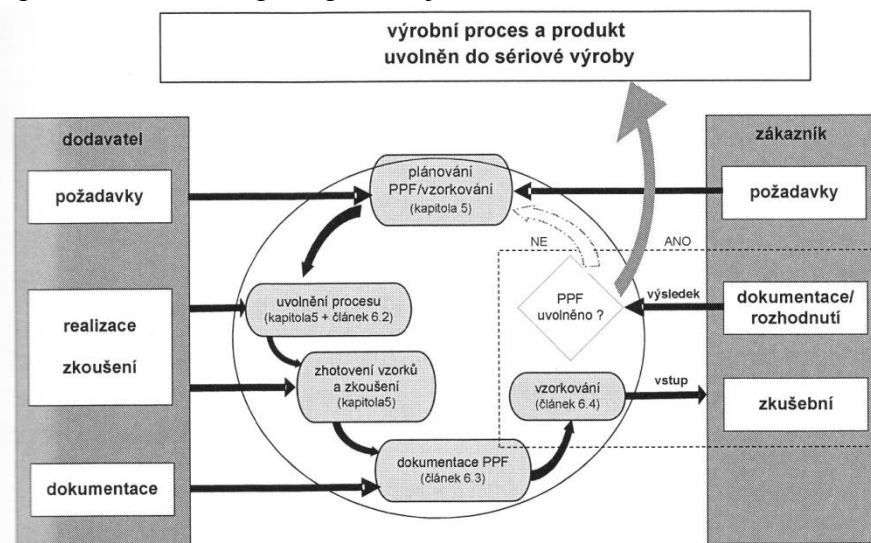 výrobní proces a produkt
uvolněn do sériové výroby
dodavatel
požadavky
realizace
zkoušení
dokumentace
plánování
PPF/vzorkování
(kapitola 5)
uvolnění procesu
(kapitola5 + článek 6.2)
zhotovení vzorků
a zkoušení
(kapitola5)
dokumentace PPF
(článek 6.3)
vzorkování
(článek 6.4)
vstup
NE
ANO
PPF
uvolněno ?
výsledek
zákazník
požadavky
dokumentace/
rozhodnutí
zkušební